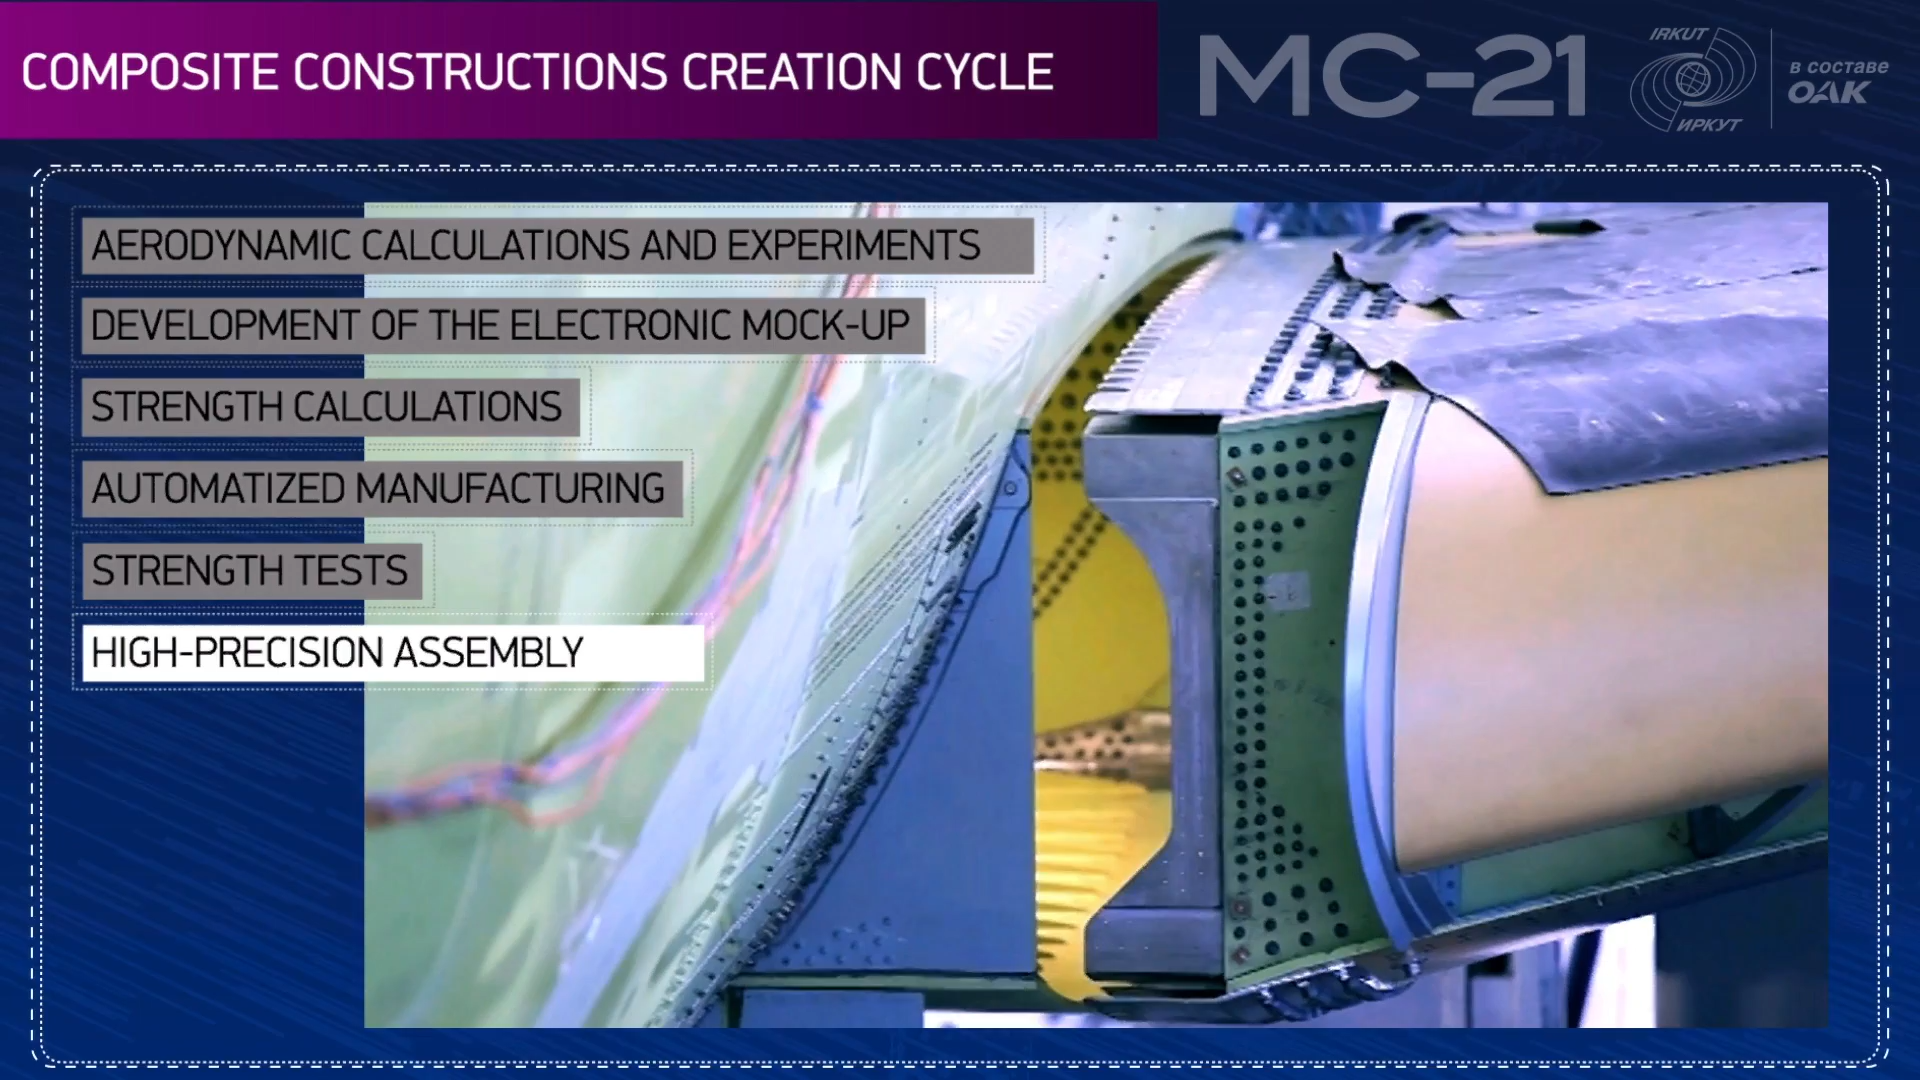 COMPOSITE CONSTRUCTIONS CREATION CYCLE
МС-21
IRKUT
ИРКУТ
в составе
ОАК
AERODYNAMIC CALCULATIONS AND EXPERIMENTS
DEVELOPMENT OF THE ELECTRONIC MOCK-UP
STRENGTH CALCULATIONS
AUTOMATIZED MANUFACTURING
STRENGTH TESTS
HIGH-PRECISION ASSEMBLY